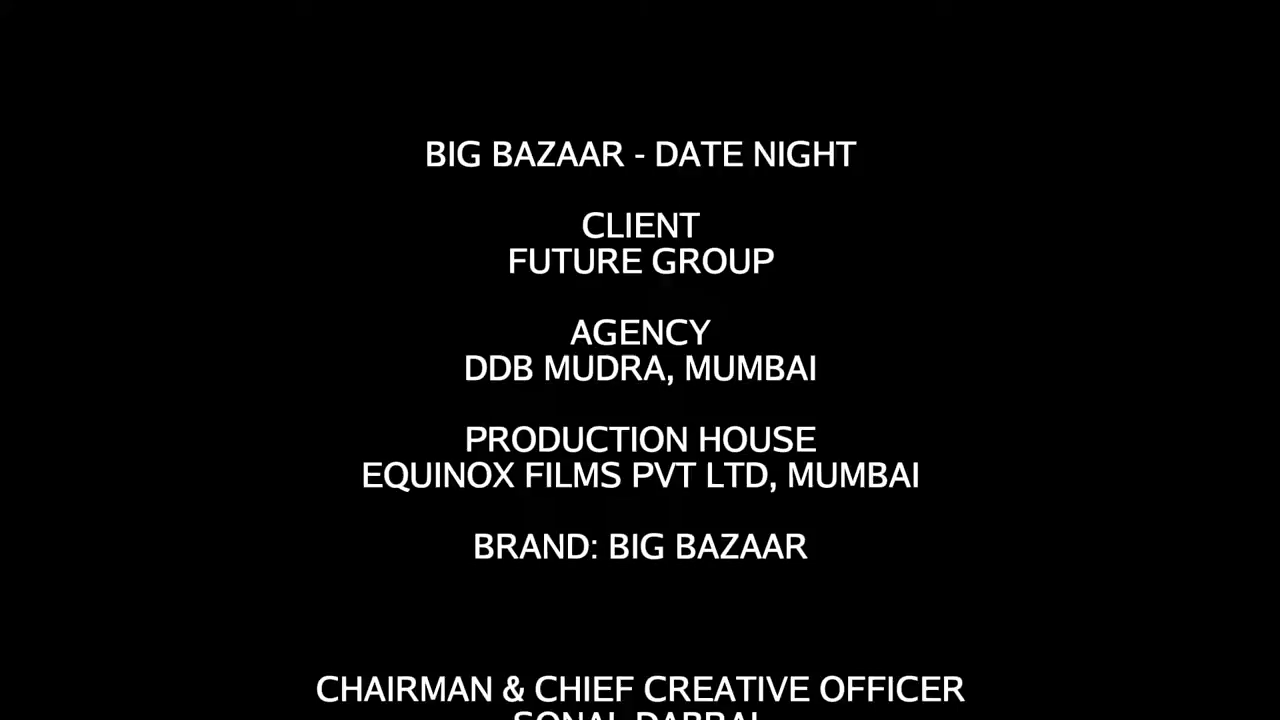 BIG BAZAAR - DATE NIGHT
CLIENT
FUTURE GROUP
AGENCY
DDB MUDRA, MUMBAI
PRODUCTION HOUSE
EQUINOX FILMS PVT LTD, MUMBAI
BRAND: BIG BAZAAR
CHAIRMAN & CHIEF CREATIVE OFFICER